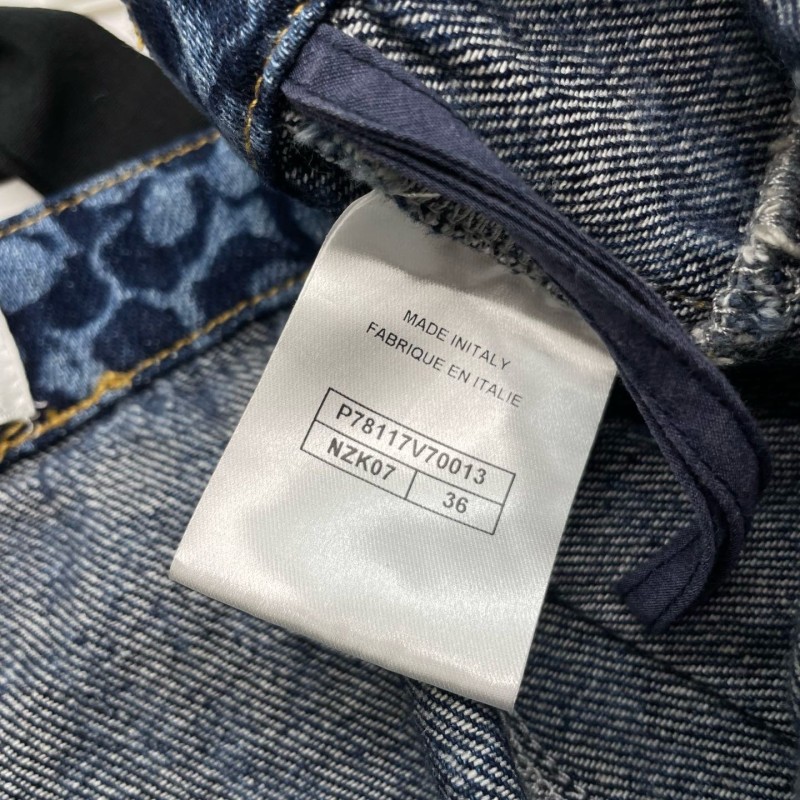 MADE INITALY
FABRIQUE EN ITALIE
P78117V70013
NZK07 36